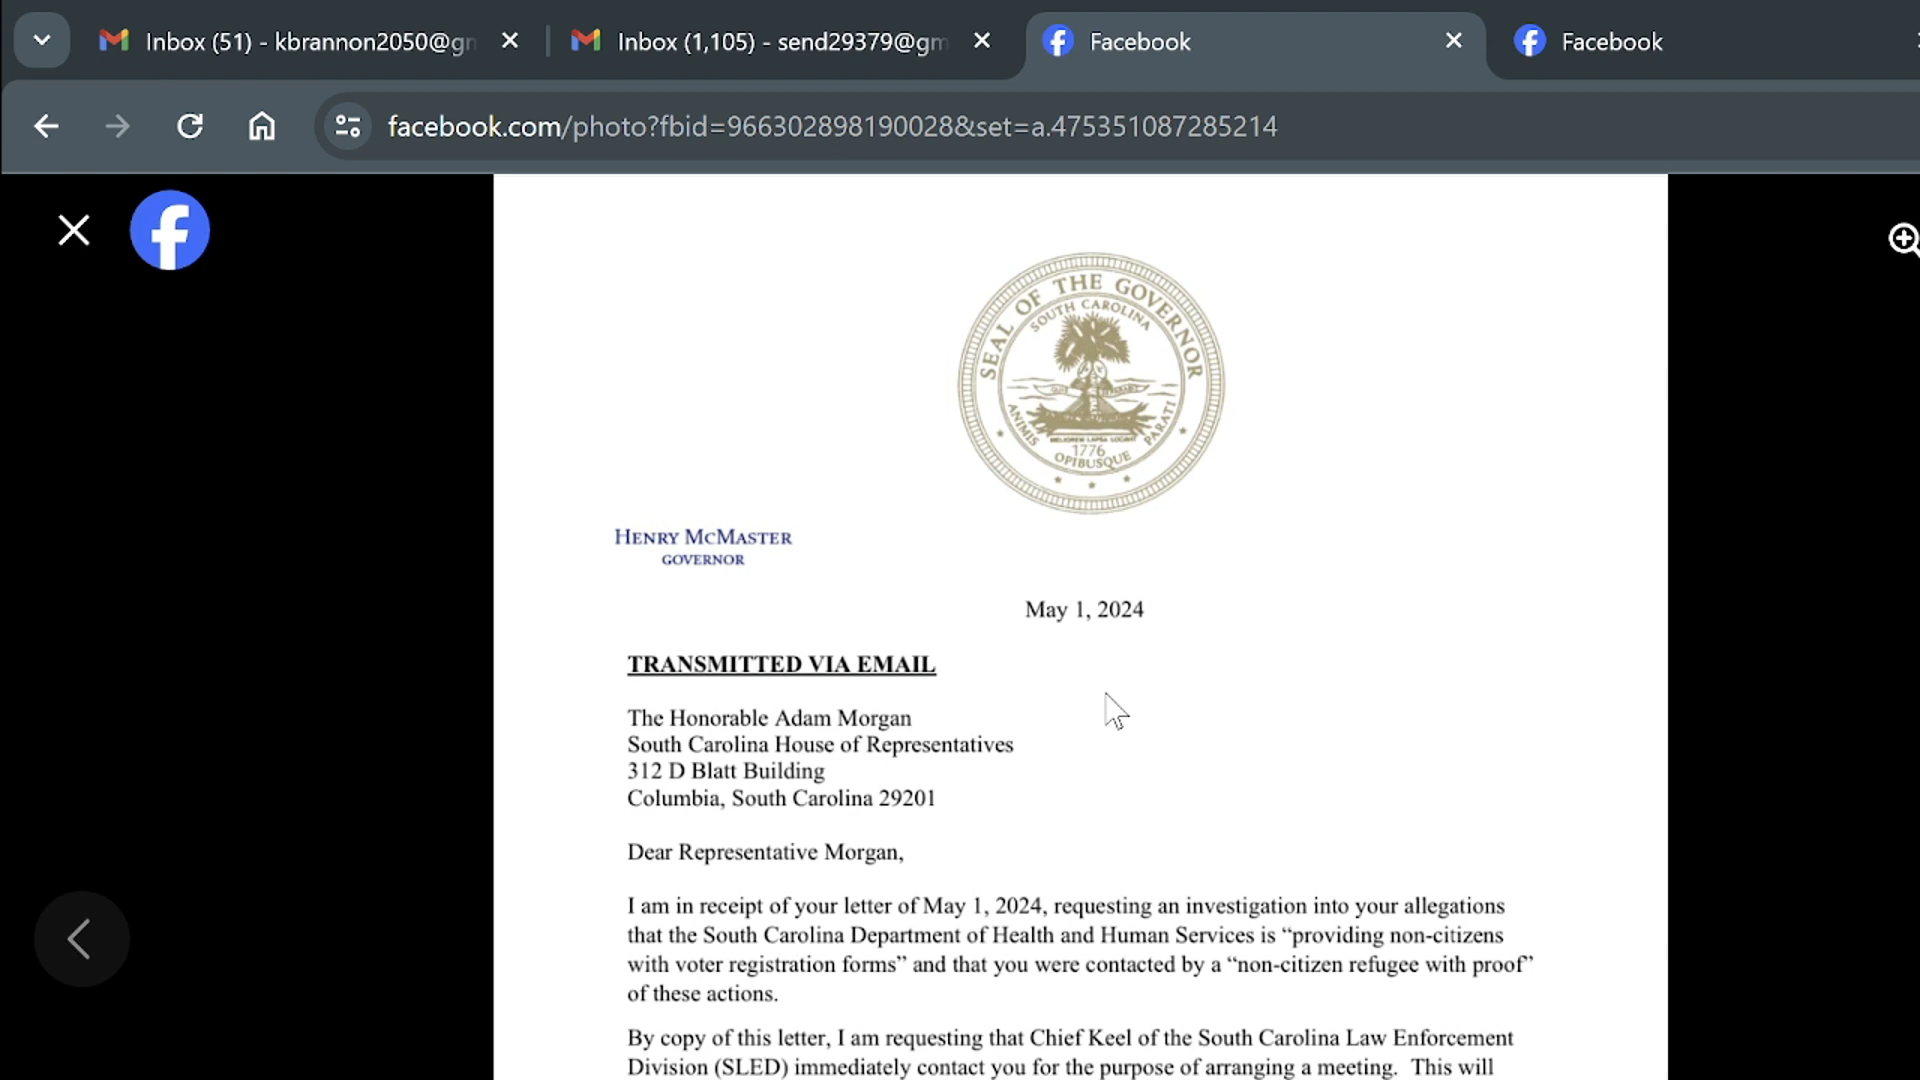 Inbox (51) - kbrannon2050@gn
Inbox (1,105) - send29379@gm
Facebook
Facebook
facebook.com/photo?fbid=966302898190028&set=a.475351087285214
SEAL OF THE GOVERNOR
SOUTH CAROLINA
ANIMIS OPIBUSQUE PARATI
1776
HENRY MCMASTER
GOVERNOR
May 1, 2024
TRANSMITTED VIA EMAIL
The Honorable Adam Morgan
South Carolina House of Representatives
312 D Blatt Building
Columbia, South Carolina 29201
Dear Representative Morgan,
I am in receipt of your letter of May 1, 2024, requesting an investigation into your allegations
that the South Carolina Department of Health and Human Services is “providing non-citizens
with voter registration forms” and that you were contacted by a “non-citizen refugee with proof”
of these actions.
By copy of this letter, I am requesting that Chief Keel of the South Carolina Law Enforcement
Division (SLED) immediately contact you for the purpose of arranging a meeting. This will